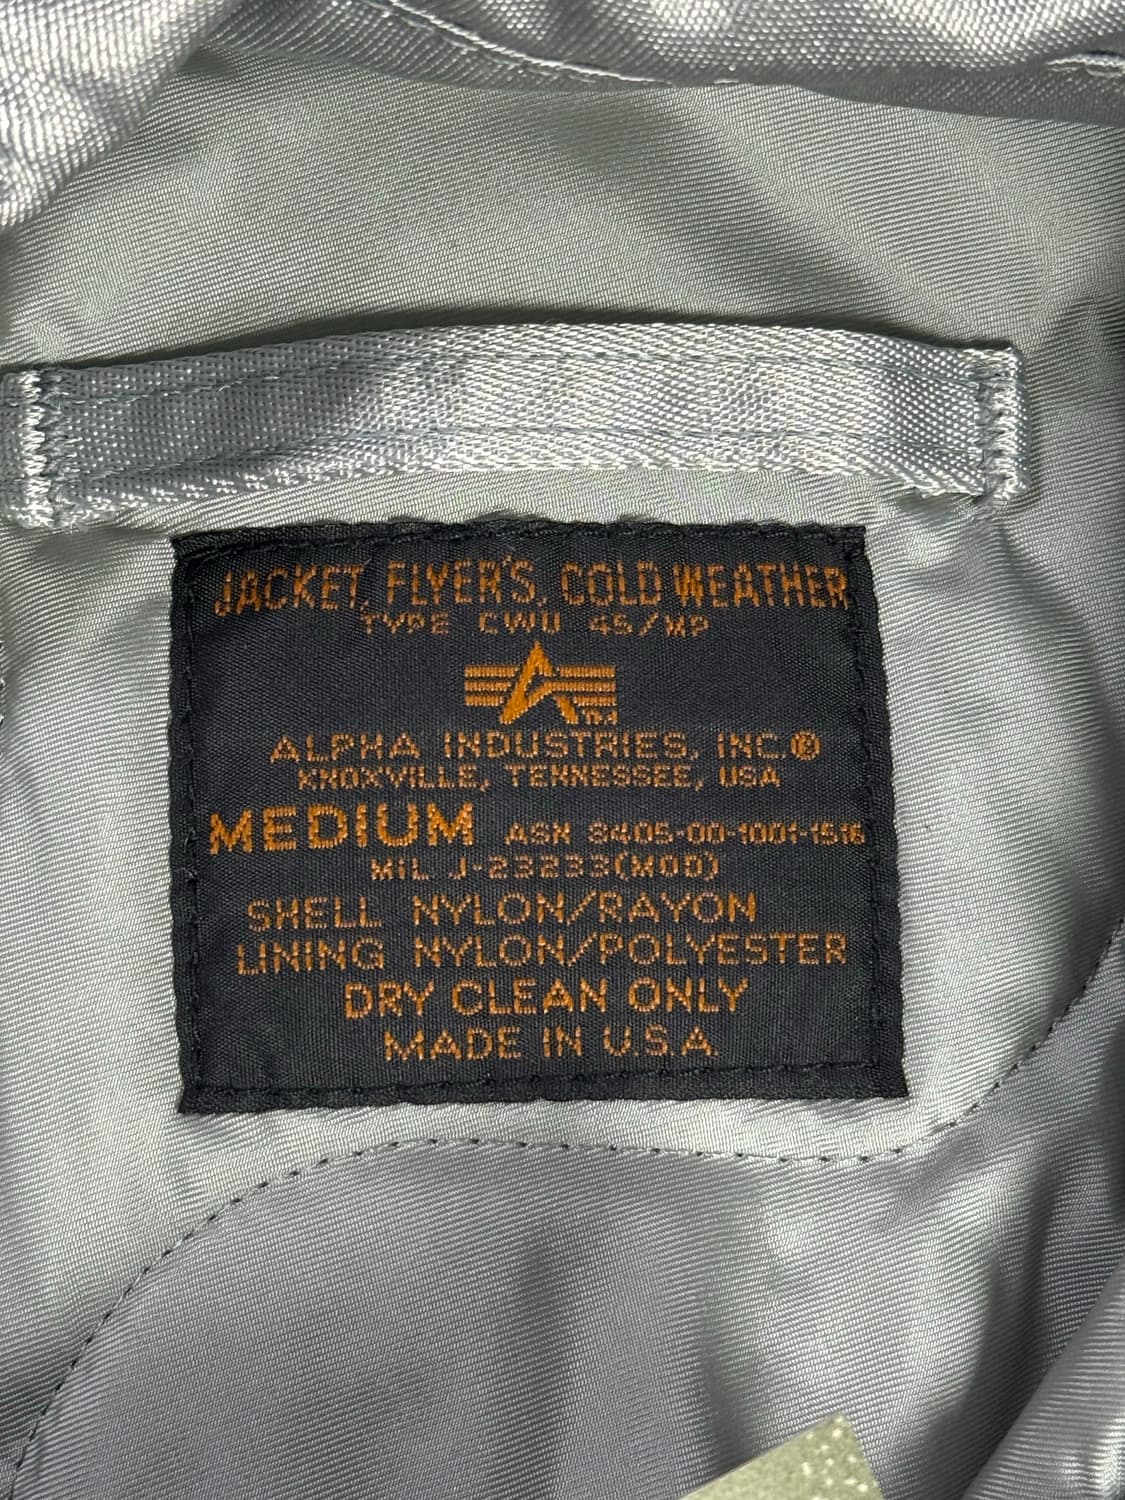 JACKET, FLYER'S, COLD WEATHER
TYPE CWU 45/MP
TM
ALPHA INDUSTRIES, INC.®
KNOXVILLE, TENNESSEE, USA
MEDIUM ASN 8405-00-1001-1516
MIL J-23233(MOD)
SHELL NYLON/RAYON
LINING NYLON/POLYESTER
DRY CLEAN ONLY
MADE IN U.S.A.